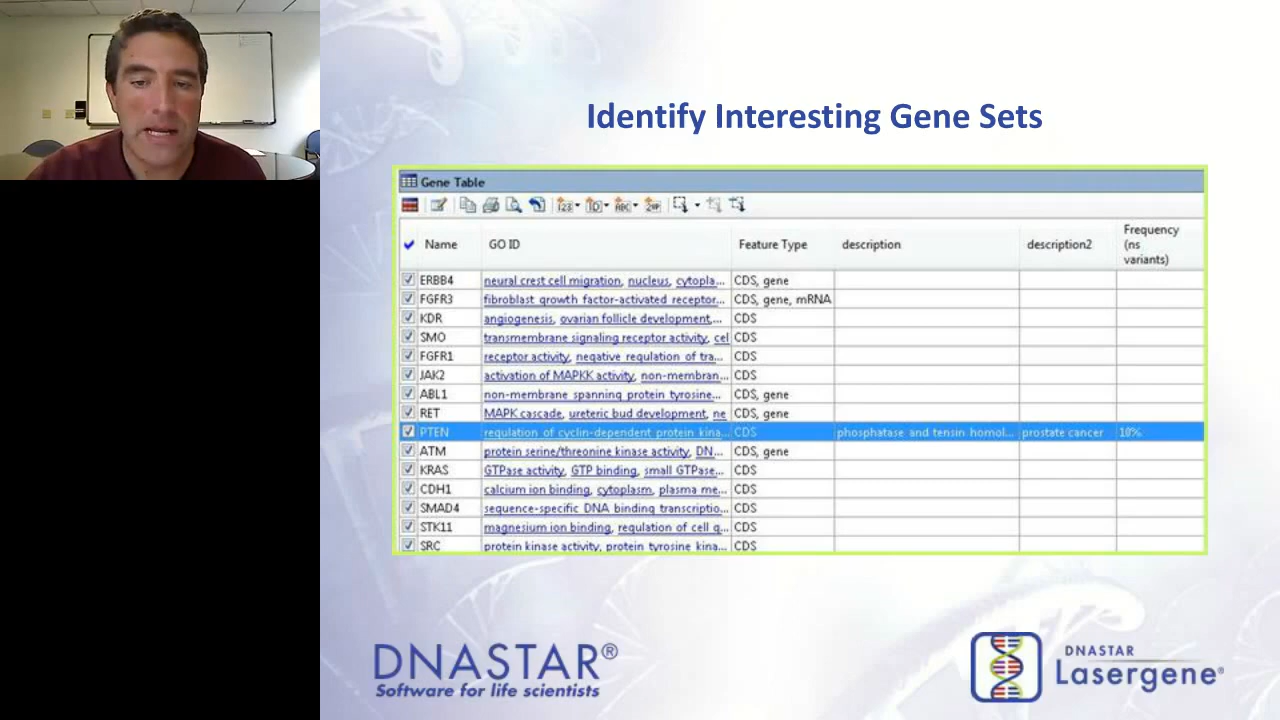 Identify Interesting Gene Sets
Gene Table
Name GO ID Feature Type description description2 Frequency (ns variants)
ERBB4 neural crest cell migration, nucleus, cytopla... CDS, gene
FGFR3 fibroblast growth factor-activated receptor... CDS, gene, mRNA
KDR angiogenesis, ovarian follicle development,... CDS
SMO transmembrane signaling receptor activity, cel CDS
FGFR1 receptor activity, negative regulation of tra... CDS
JAK2 activation of MAPKK activity, non-membran... CDS
ABL1 non-membrane spanning protein tyrosine... CDS, gene
RET MAPK cascade, ureteric bud development, ne CDS, gene
PTEN regulation of cyclin-dependent protein kina... CDS phosphatase and tensin homol... prostate cancer 18%
ATM protein serine/threonine kinase activity, DN... CDS, gene
KRAS GTPase activity, GTP binding, small GTPase... CDS
CDH1 calcium ion binding, cytoplasm, plasma me... CDS
SMAD4 sequence-specific DNA binding transcriptio... CDS
STK11 magnesium ion binding, regulation of cell g... CDS
SRC protein kinase activity, protein tyrosine kina... CDS
DNASTAR®
Software for life scientists
DNASTAR
Lasergene®